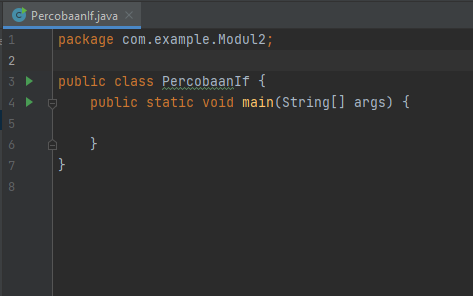 PercobaanIf.java
1 package com.example.Modul2;
2
3 public class PercobaanIf {
4     public static void main(String[] args) {
5
6     }
7 }
8